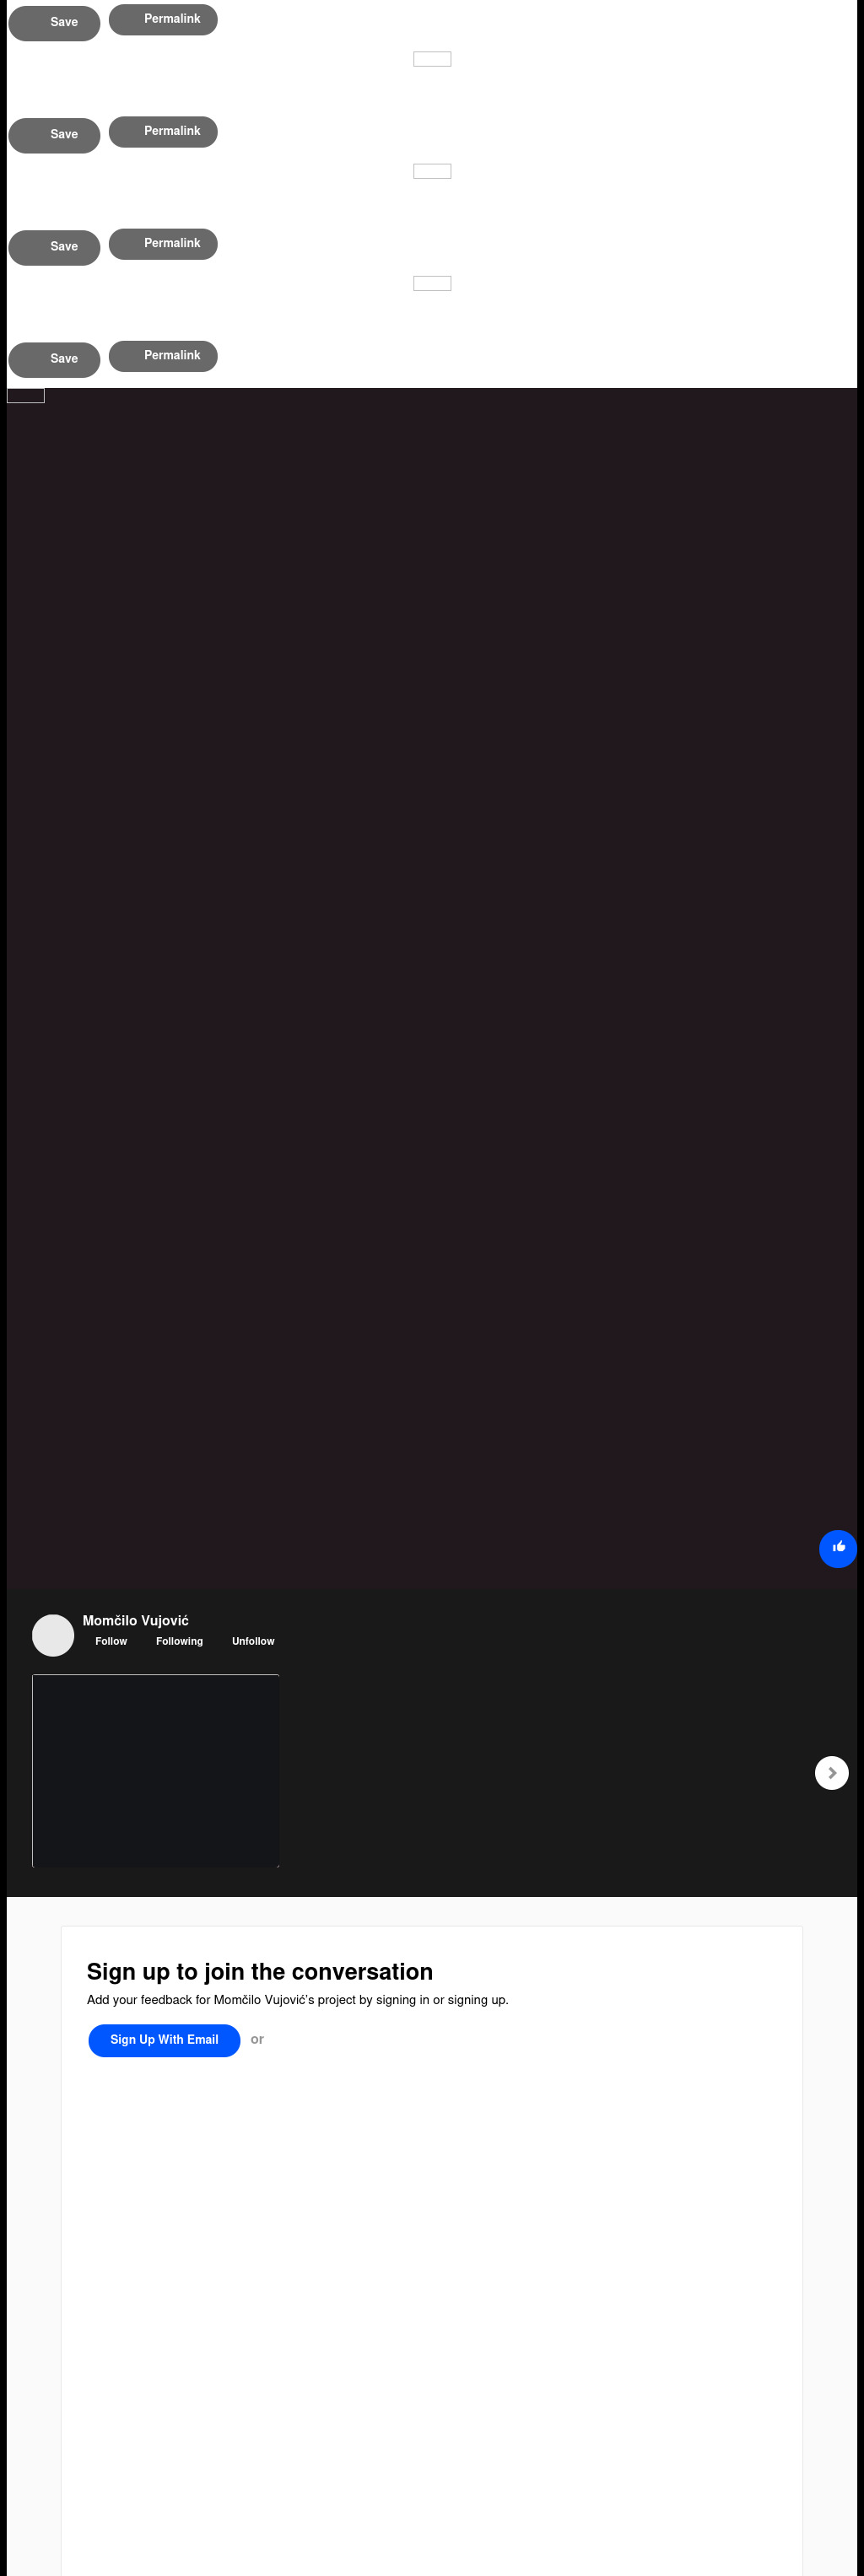 Save Permalink
Save Permalink
Save Permalink
Save Permalink
Momčilo Vujović
Follow Following Unfollow
Sign up to join the conversation
Add your feedback for Momčilo Vujović's project by signing in or signing up.
Sign Up With Email or